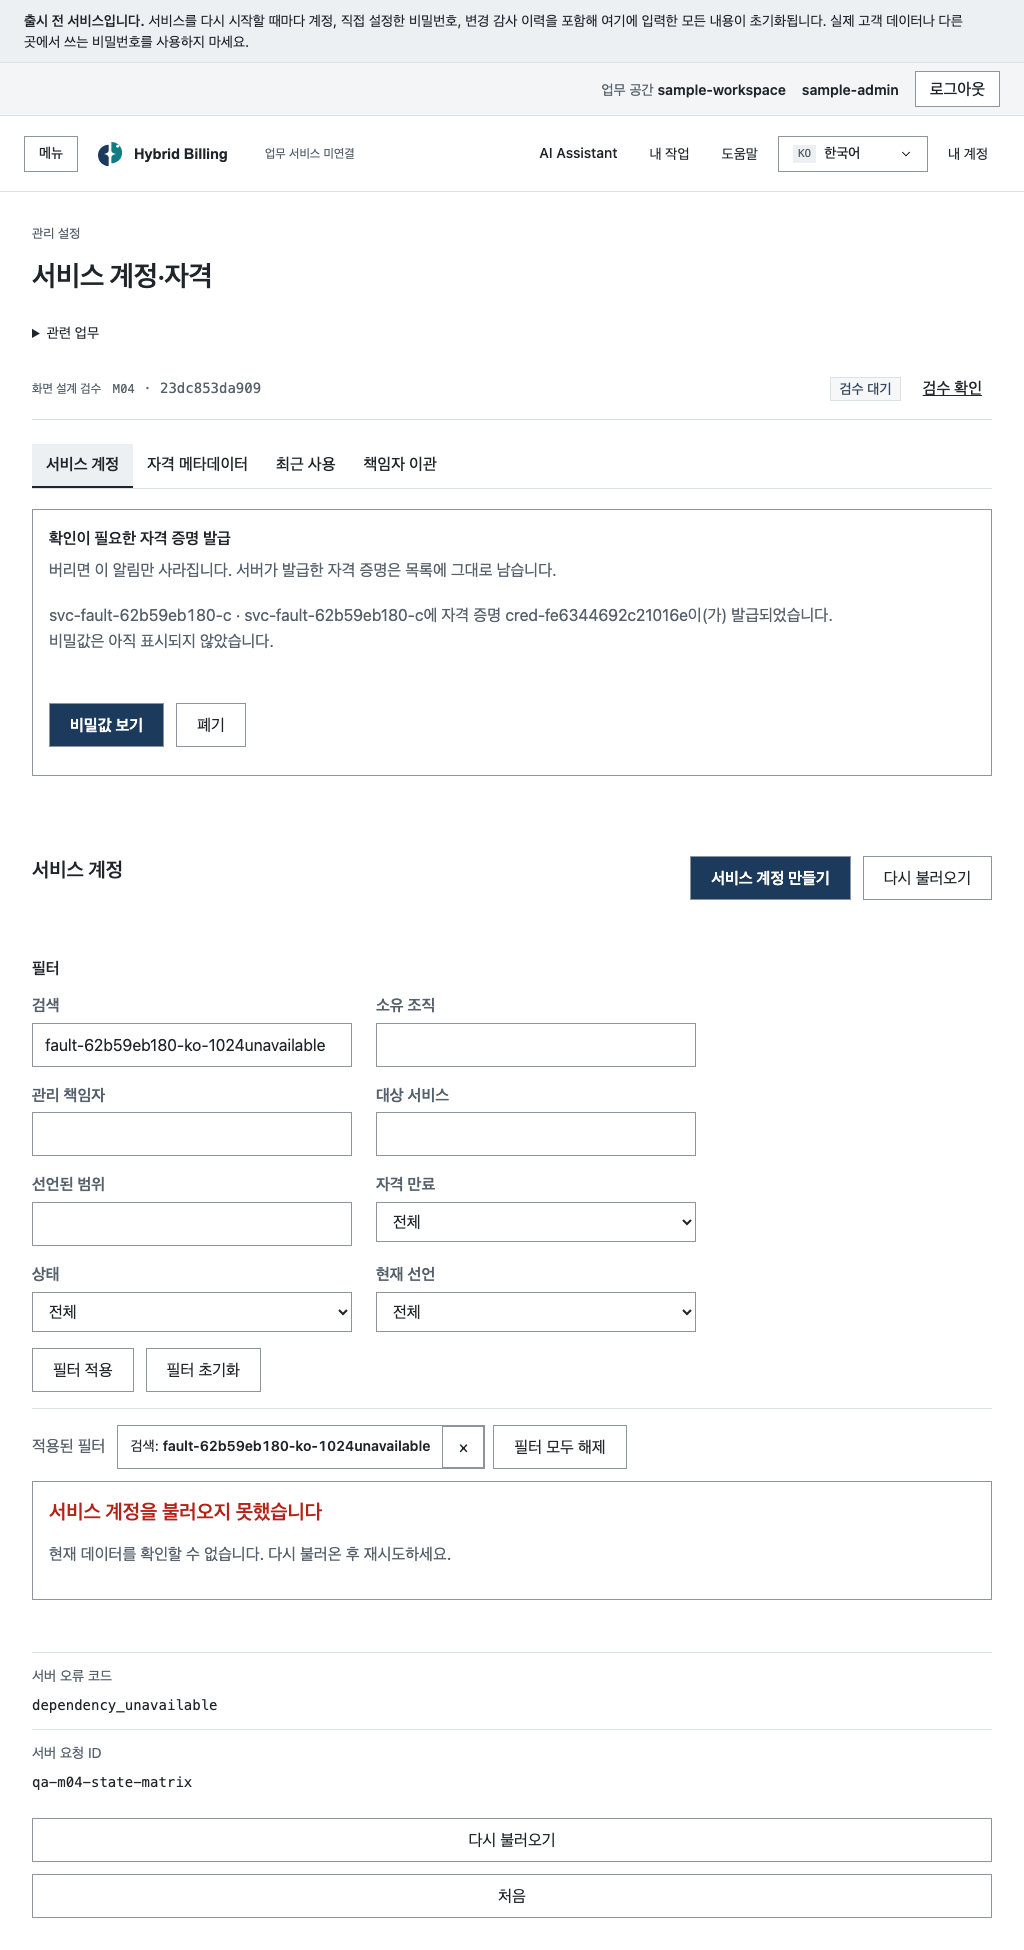 출시 전 서비스입니다. 서비스를 다시 시작할 때마다 계정, 직접 설정한 비밀번호, 변경 감사 이력을 포함해 여기에 입력한 모든 내용이 초기화됩니다. 실제 고객 데이터나 다른
곳에서 쓰는 비밀번호를 사용하지 마세요.
업무 공간 sample-workspace sample-admin 로그아웃
메뉴 Hybrid Billing 업무 서비스 미연결 AI Assistant 내 작업 도움말 KO 한국어 내 계정
관리 설정
서비스 계정·자격
▶ 관련 업무
화면 설계 검수 M04 · 23dc853da909 검수 대기 검수 확인
서비스 계정 자격 메타데이터 최근 사용 책임자 이관
확인이 필요한 자격 증명 발급
버리면 이 알림만 사라집니다. 서버가 발급한 자격 증명은 목록에 그대로 남습니다.
svc-fault-62b59eb180-c · svc-fault-62b59eb180-c에 자격 증명 cred-fe6344692c21016e이(가) 발급되었습니다.
비밀값은 아직 표시되지 않았습니다.
비밀값 보기 폐기
서비스 계정 서비스 계정 만들기 다시 불러오기
필터
검색 소유 조직
fault-62b59eb180-ko-1024unavailable
관리 책임자 대상 서비스
선언된 범위 자격 만료
전체
상태 현재 선언
전체 전체
필터 적용 필터 초기화
적용된 필터 검색: fault-62b59eb180-ko-1024unavailable × 필터 모두 해제
서비스 계정을 불러오지 못했습니다
현재 데이터를 확인할 수 없습니다. 다시 불러온 후 재시도하세요.
서버 오류 코드
dependency_unavailable
서버 요청 ID
qa-m04-state-matrix
다시 불러오기
처음